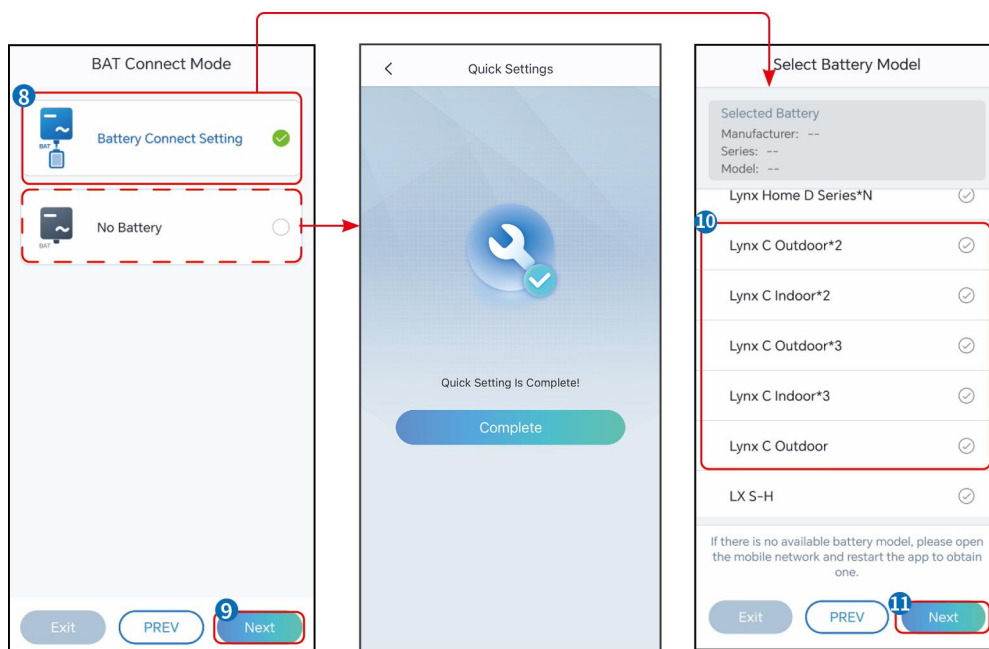 BAT Connect Mode
8
Battery Connect Setting
BAT
No Battery
BAT
9
Exit
PREV
Next
Quick Settings
Quick Setting Is Complete!
Complete
Select Battery Model
Selected Battery
Manufacturer: --
Series: --
Model: --
Lynx Home D Series*N
10
Lynx C Outdoor*2
Lynx C Indoor*2
Lynx C Outdoor*3
Lynx C Indoor*3
Lynx C Outdoor
LX S-H
If there is no available battery model, please open
the mobile network and restart the app to obtain
one.
11
Exit
PREV
Next